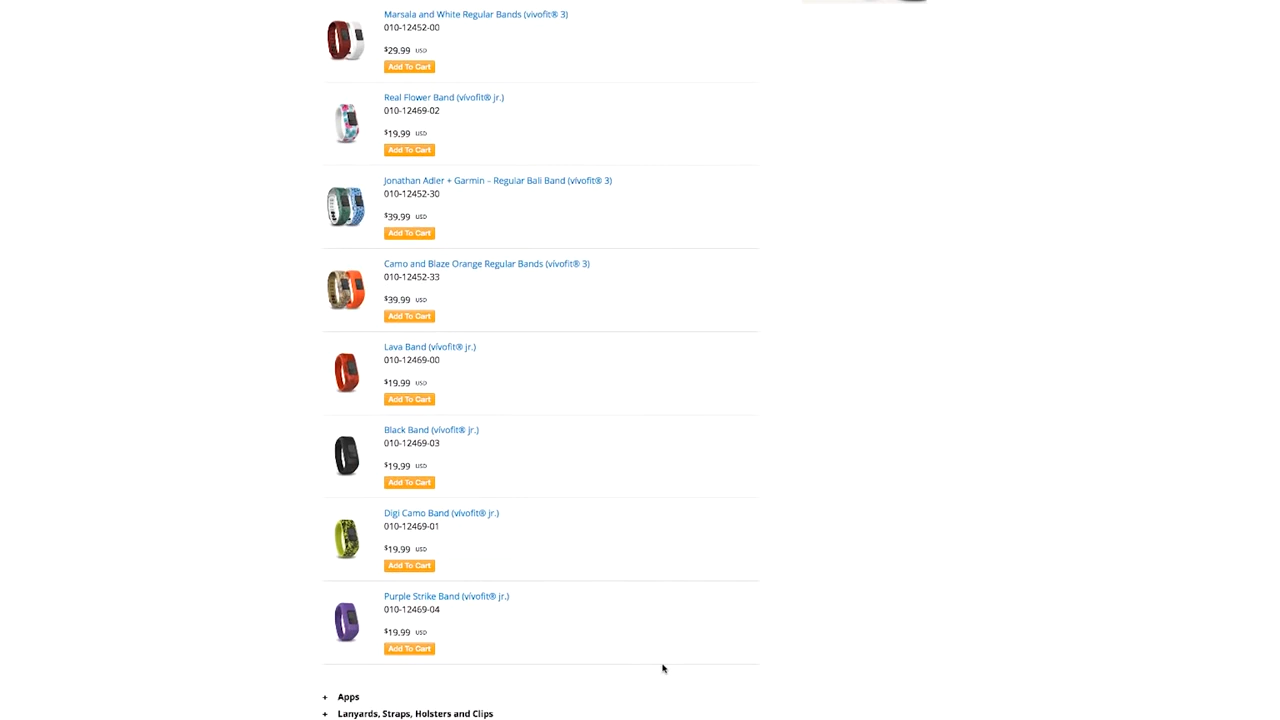 Marsala and White Regular Bands (vívofit® 3)
010-12452-00
$29.99 USD
Add To Cart
Real Flower Band (vívofit® jr.)
010-12469-02
$19.99 USD
Add To Cart
Jonathan Adler + Garmin – Regular Bali Band (vívofit® 3)
010-12452-30
$39.99 USD
Add To Cart
Camo and Blaze Orange Regular Bands (vívofit® 3)
010-12452-33
$39.99 USD
Add To Cart
Lava Band (vívofit® jr.)
010-12469-00
$19.99 USD
Add To Cart
Black Band (vívofit® jr.)
010-12469-03
$19.99 USD
Add To Cart
Digi Camo Band (vívofit® jr.)
010-12469-01
$19.99 USD
Add To Cart
Purple Strike Band (vívofit® jr.)
010-12469-04
$19.99 USD
Add To Cart
+ Apps
+ Lanyards, Straps, Holsters and Clips